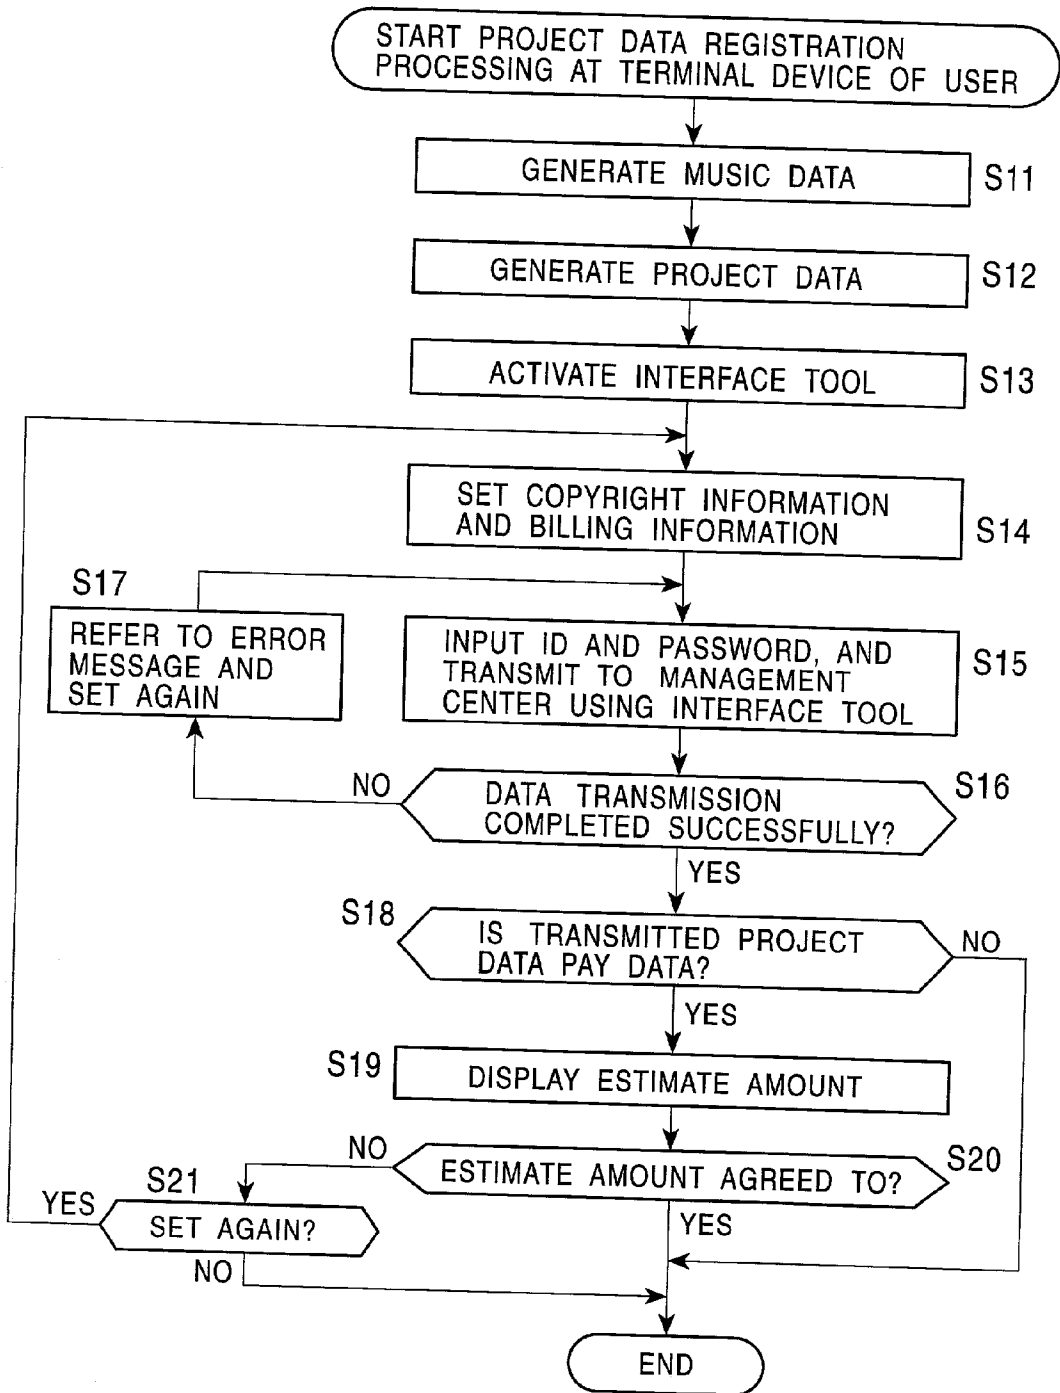 START PROJECT DATA REGISTRATION
PROCESSING AT TERMINAL DEVICE OF USER
GENERATE MUSIC DATA
S11
GENERATE PROJECT DATA
S12
ACTIVATE INTERFACE TOOL
S13
SET COPYRIGHT INFORMATION
AND BILLING INFORMATION
S14
S17
REFER TO ERROR
MESSAGE AND
SET AGAIN
INPUT ID AND PASSWORD, AND
TRANSMIT TO MANAGEMENT
CENTER USING INTERFACE TOOL
S15
NO
DATA TRANSMISSION
COMPLETED SUCCESSFULLY?
S16
YES
S18
IS TRANSMITTED PROJECT
DATA PAY DATA?
NO
YES
S19
DISPLAY ESTIMATE AMOUNT
NO
ESTIMATE AMOUNT AGREED TO?
S20
S21
YES
SET AGAIN?
YES
NO
END